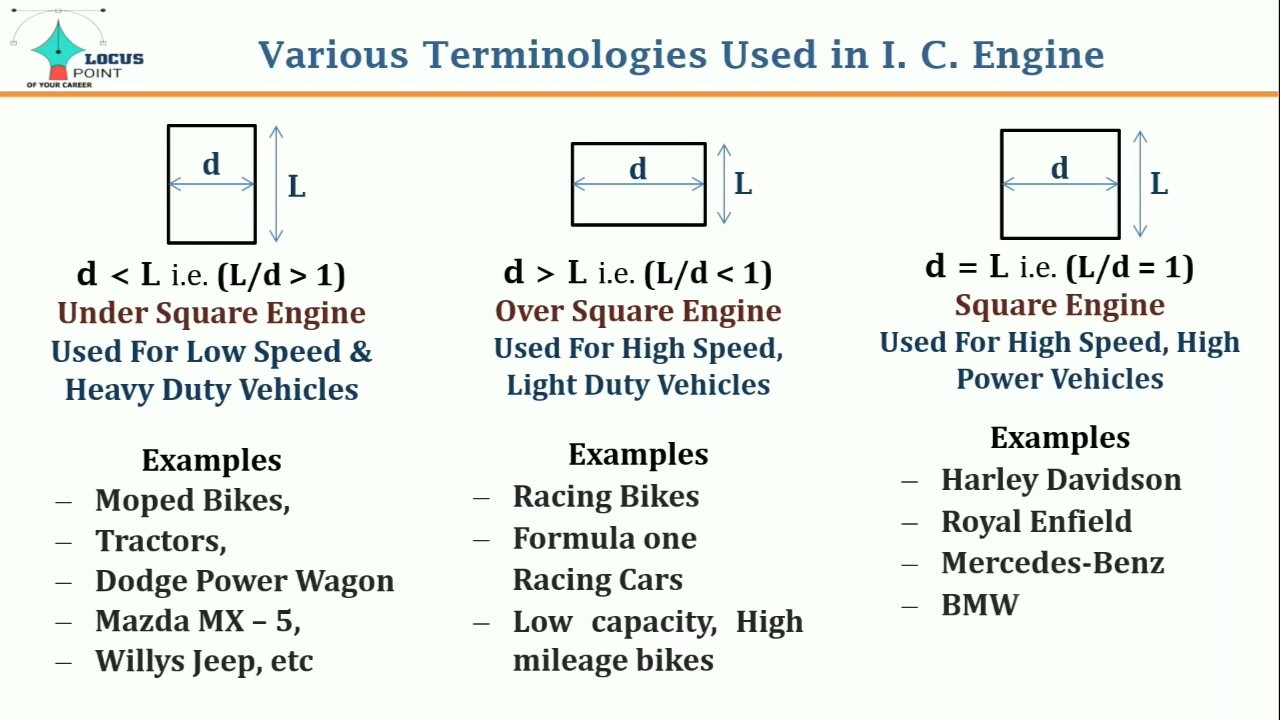 LOCUS
POINT
OF YOUR CAREER
Various Terminologies Used in I. C. Engine
d
L
d < L i.e. (L/d > 1)
Under Square Engine
Used For Low Speed &
Heavy Duty Vehicles
Examples
– Moped Bikes,
– Tractors,
– Dodge Power Wagon
– Mazda MX – 5,
– Willys Jeep, etc
d
L
d > L i.e. (L/d < 1)
Over Square Engine
Used For High Speed,
Light Duty Vehicles
Examples
– Racing Bikes
– Formula one
Racing Cars
– Low capacity, High
mileage bikes
d
L
d = L i.e. (L/d = 1)
Square Engine
Used For High Speed, High
Power Vehicles
Examples
– Harley Davidson
– Royal Enfield
– Mercedes-Benz
– BMW